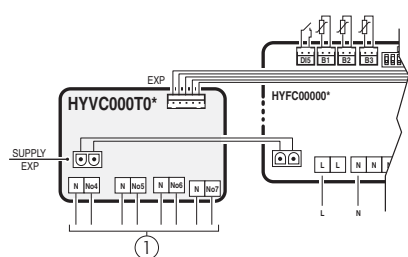 DI5 B1 B2 B3
EXP
HYVC000T0*
HYFC00000*
SUPPLY
EXP
N No4 N No5 N No6 N No7
L L N N
1
L N